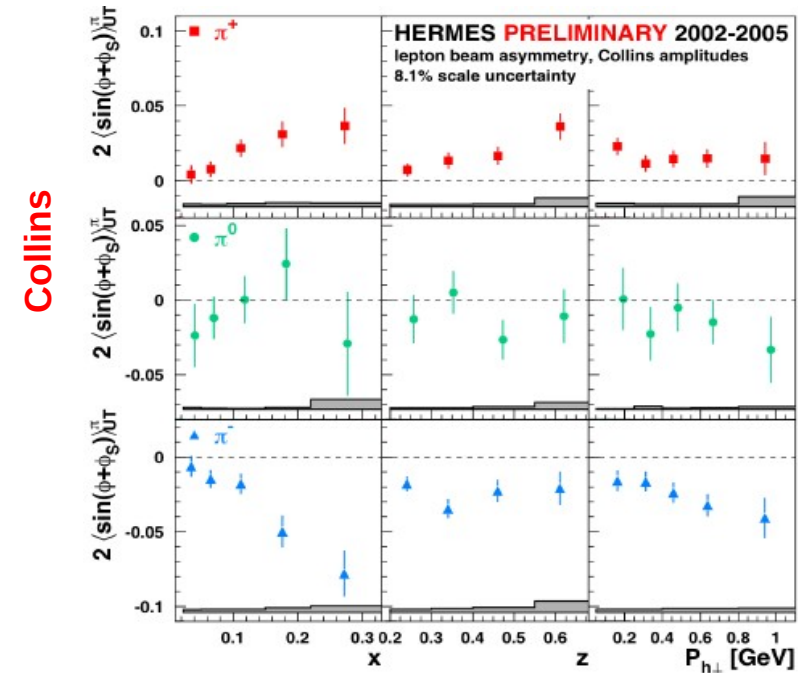 HERMES PRELIMINARY 2002-2005
lepton beam asymmetry, Collins amplitudes
8.1% scale uncertainty
Collins
2 ⟨sin(ϕ+ϕS)⟩πUT
0.1
0.05
0
π+
2 ⟨sin(ϕ+ϕS)⟩πUT
0.05
0
-0.05
π0
2 ⟨sin(ϕ+ϕS)⟩πUT
0
-0.05
-0.1
π-
0.1 0.2 0.3 0.2 0.3 0.4 0.5 0.6 0.2 0.4 0.6 0.8 1
x z Ph⊥ [GeV]